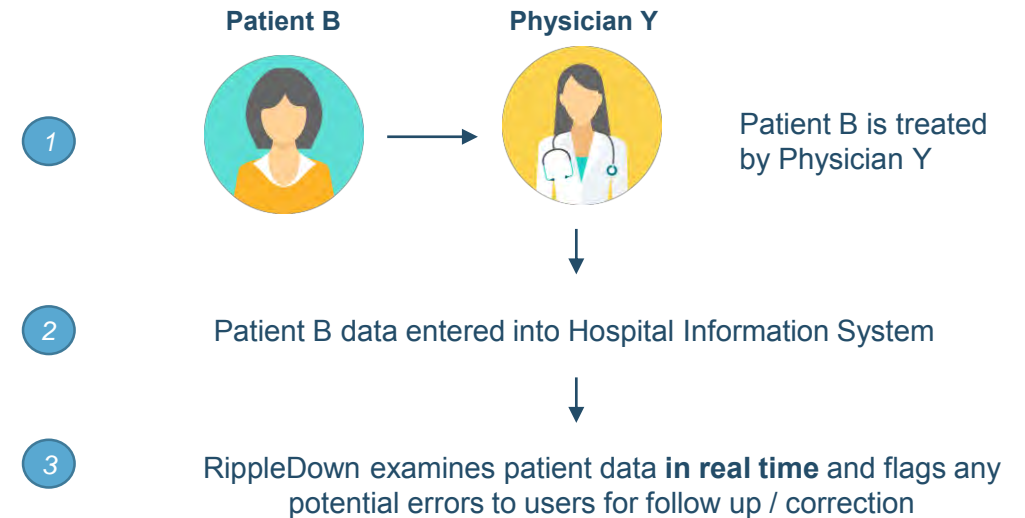 Patient B
Physician Y
1
Patient B is treated
by Physician Y
2
Patient B data entered into Hospital Information System
3
RippleDown examines patient data in real time and flags any
potential errors to users for follow up / correction